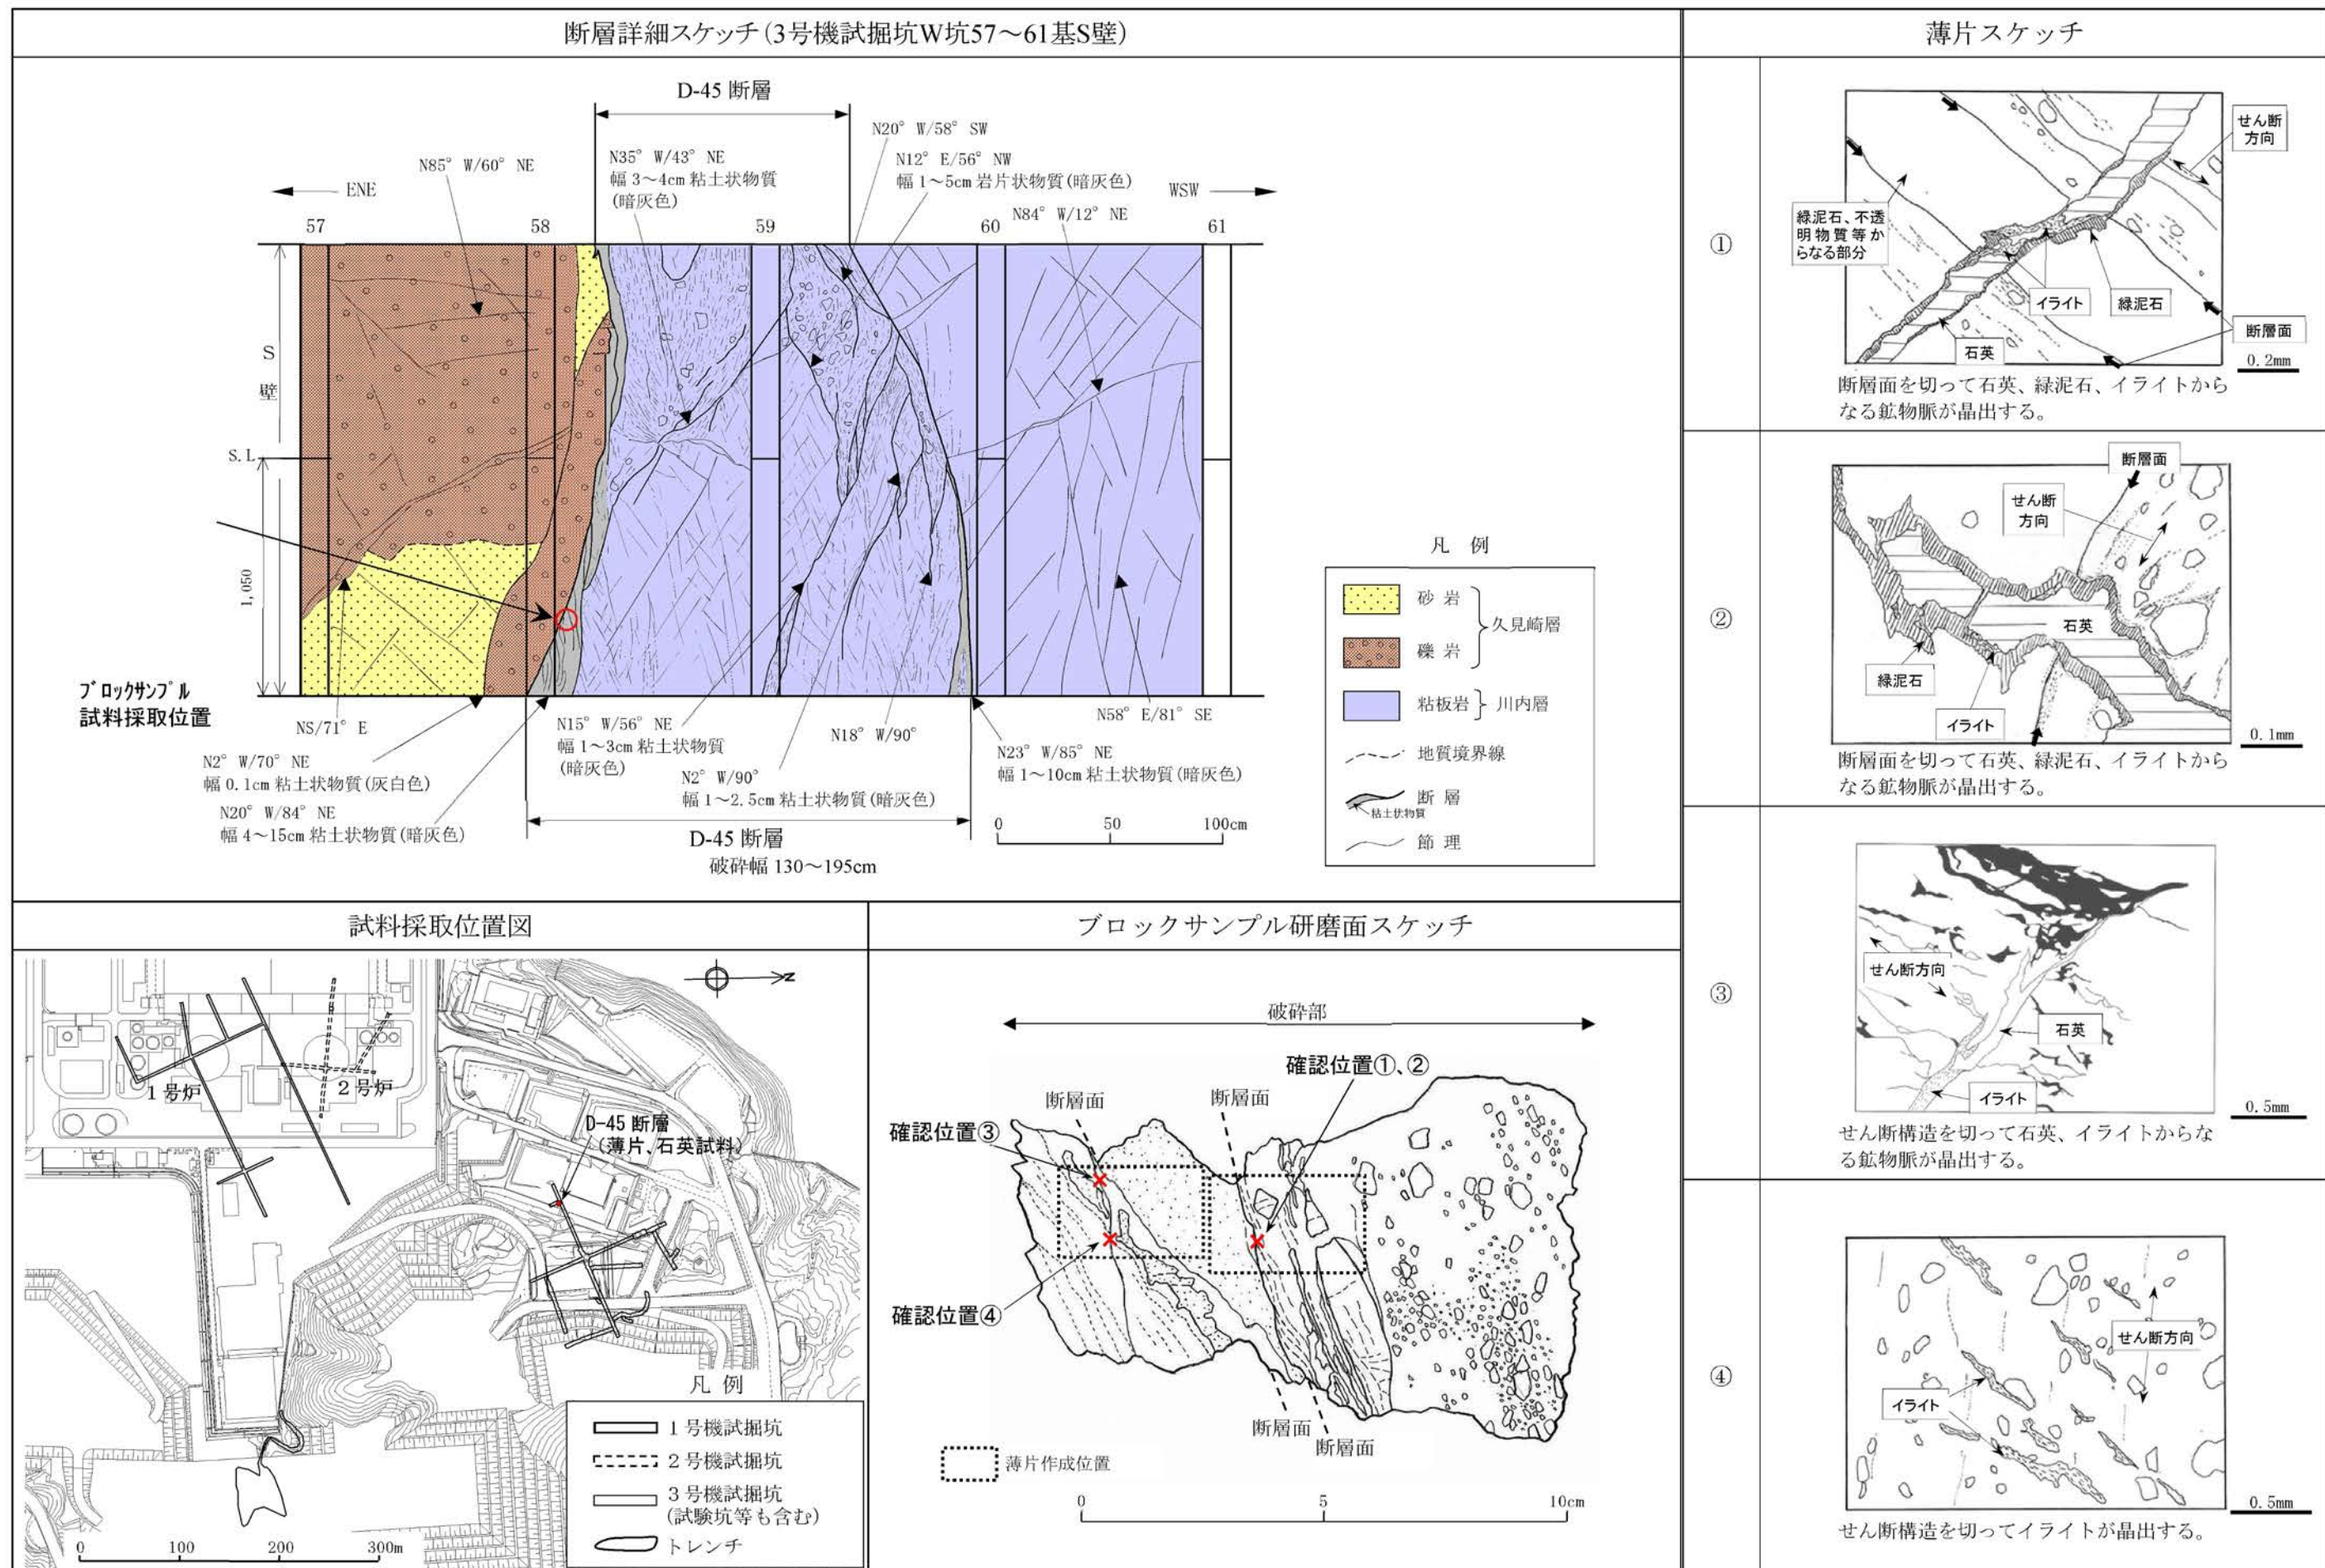 断層詳細スケッチ(3号機試掘坑W坑57～61基S壁)
D-45 断層
N85° W/60° NE
N35° W/43° NE
幅 3～4cm 粘土状物質
(暗灰色)
N20° W/58° SW
N12° E/56° NW
幅 1～5cm 岩片状物質(暗灰色)
N84° W/12° NE
ENE
WSW
57
58
59
60
61
S
壁
S.L
1,050
ブロックサンプル
試料採取位置
NS/71° E
N2° W/70° NE
幅 0.1cm 粘土状物質(灰白色)
N20° W/84° NE
幅 4～15cm 粘土状物質(暗灰色)
N15° W/56° NE
幅 1～3cm 粘土状物質
(暗灰色)
N2° W/90°
幅 1～2.5cm 粘土状物質(暗灰色)
N18° W/90°
N23° W/85° NE
幅 1～10cm 粘土状物質(暗灰色)
N58° E/81° SE
D-45 断層
破砕幅 130～195cm
0 50 100cm
凡 例
砂 岩
礫 岩
久見崎層
粘板岩 川内層
地質境界線
断 層
粘土状物質
節 理
試料採取位置図
N
1号炉
2号炉
D-45 断層
(薄片、石英試料)
凡 例
1号機試掘坑
2号機試掘坑
3号機試掘坑
(試験坑等も含む)
トレンチ
0 100 200 300m
ブロックサンプル研磨面スケッチ
破砕部
確認位置①、②
断層面
断層面
確認位置③
確認位置④
断層面
断層面
薄片作成位置
0 5 10cm
薄片スケッチ
①
せん断
方向
緑泥石、不透
明物質等か
らなる部分
イライト
緑泥石
断層面
石英
0.2mm
断層面を切って石英、緑泥石、イライトから
なる鉱物脈が晶出する。
②
断層面
せん断
方向
石英
緑泥石
イライト
0.1mm
断層面を切って石英、緑泥石、イライトから
なる鉱物脈が晶出する。
③
せん断方向
石英
イライト
0.5mm
せん断構造を切って石英、イライトからな
る鉱物脈が晶出する。
④
せん断方向
イライト
0.5mm
せん断構造を切ってイライトが晶出する。